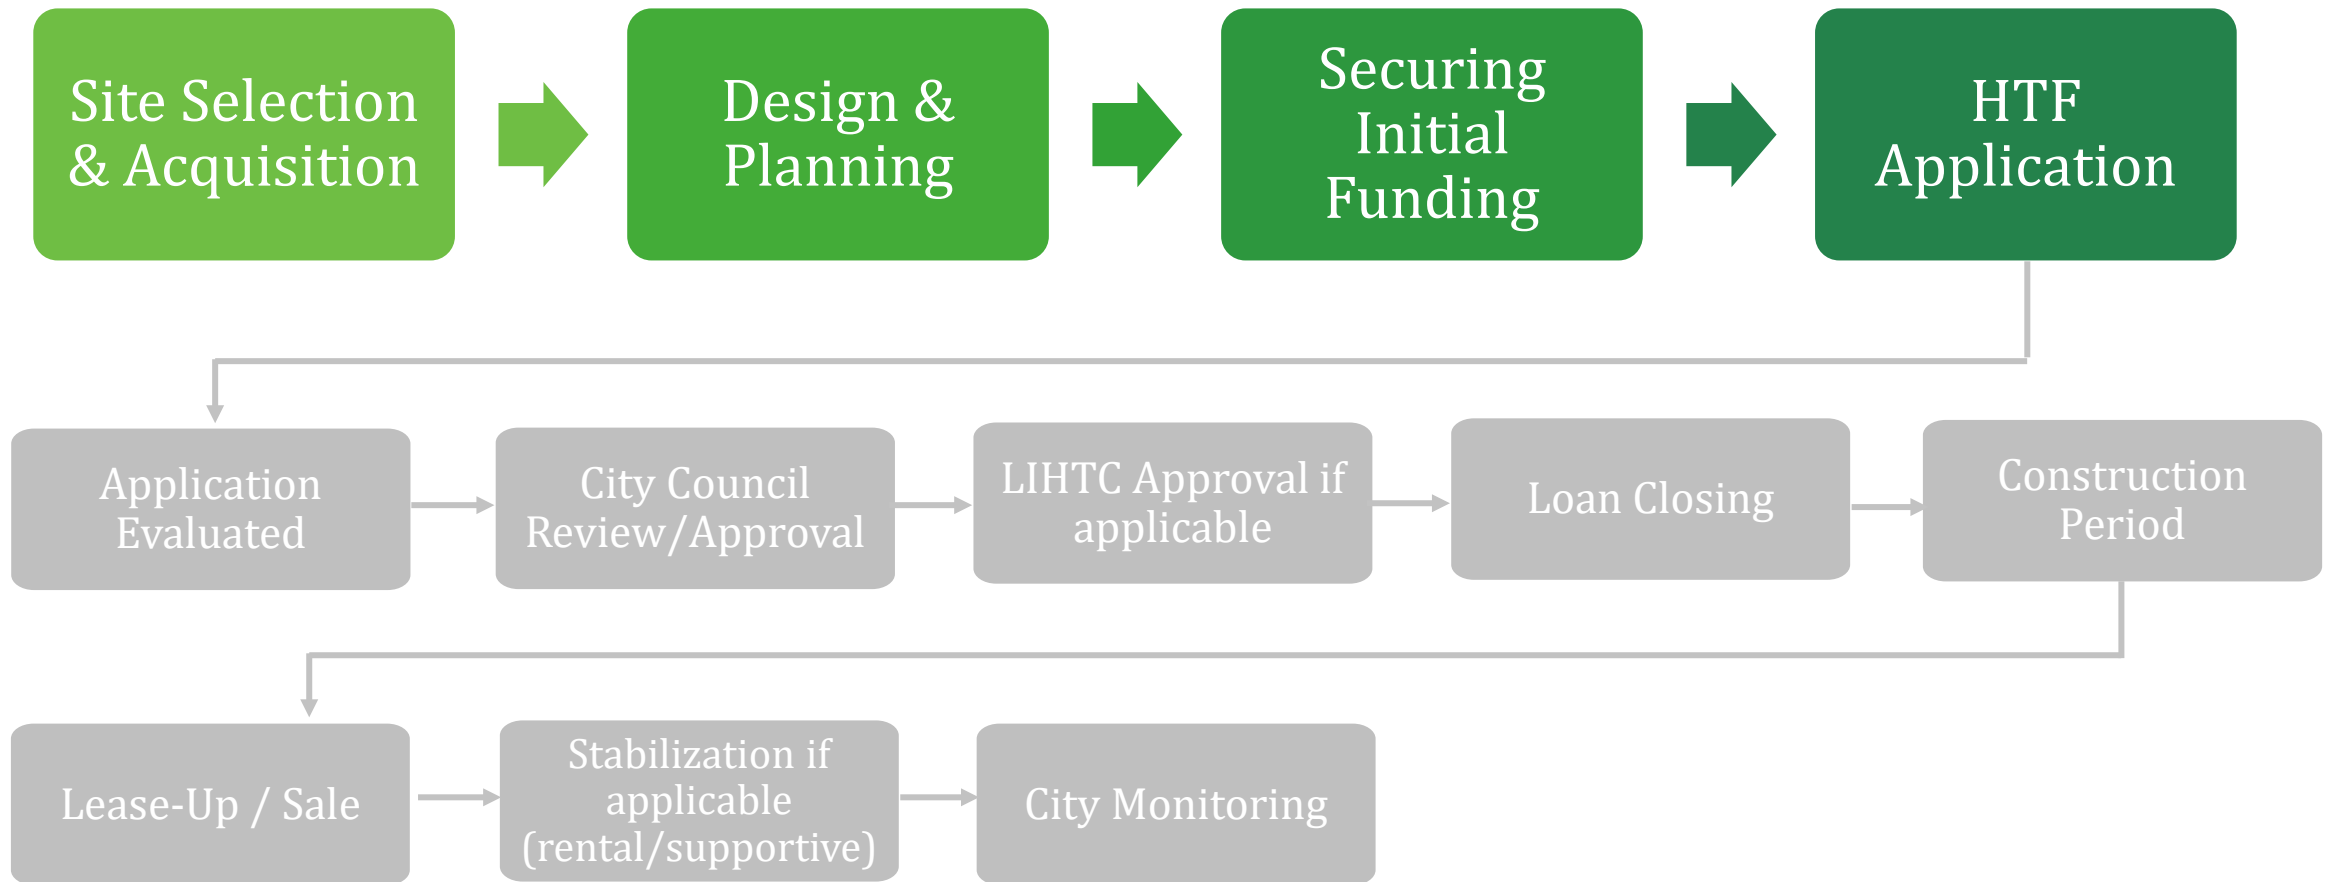 Site Selection
& Acquisition
Design &
Planning
Securing
Initial
Funding
HTF
Application
Application
Evaluated
City Council
Review/Approval
LIHTC Approval if
applicable
Loan Closing
Construction
Period
Lease-Up / Sale
Stabilization if
applicable
(rental/supportive)
City Monitoring